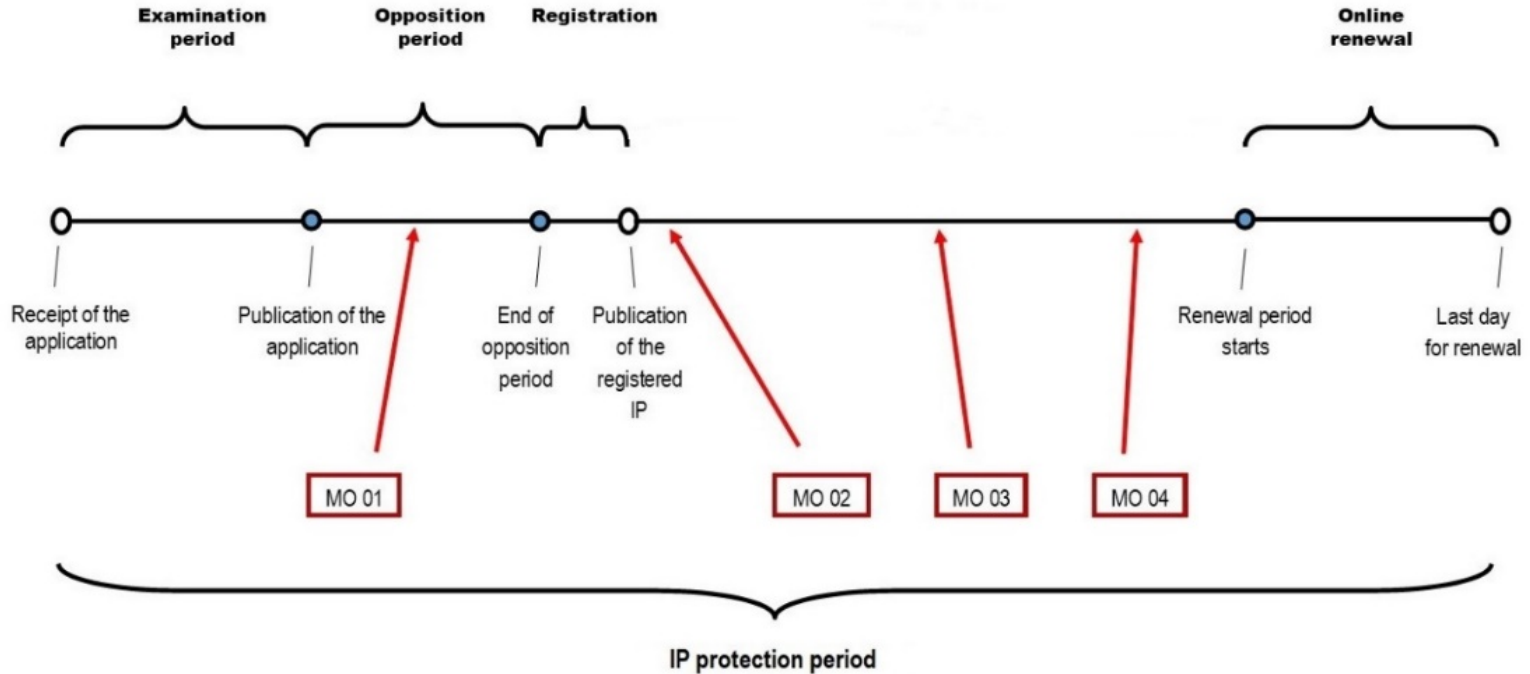 Examination
period
Opposition
period
Registration
Online
renewal
Receipt of the
application
Publication of the
application
End of
opposition
period
Publication
of the
registered
IP
Renewal period
starts
Last day
for renewal
MO 01
MO 02
MO 03
MO 04
IP protection period